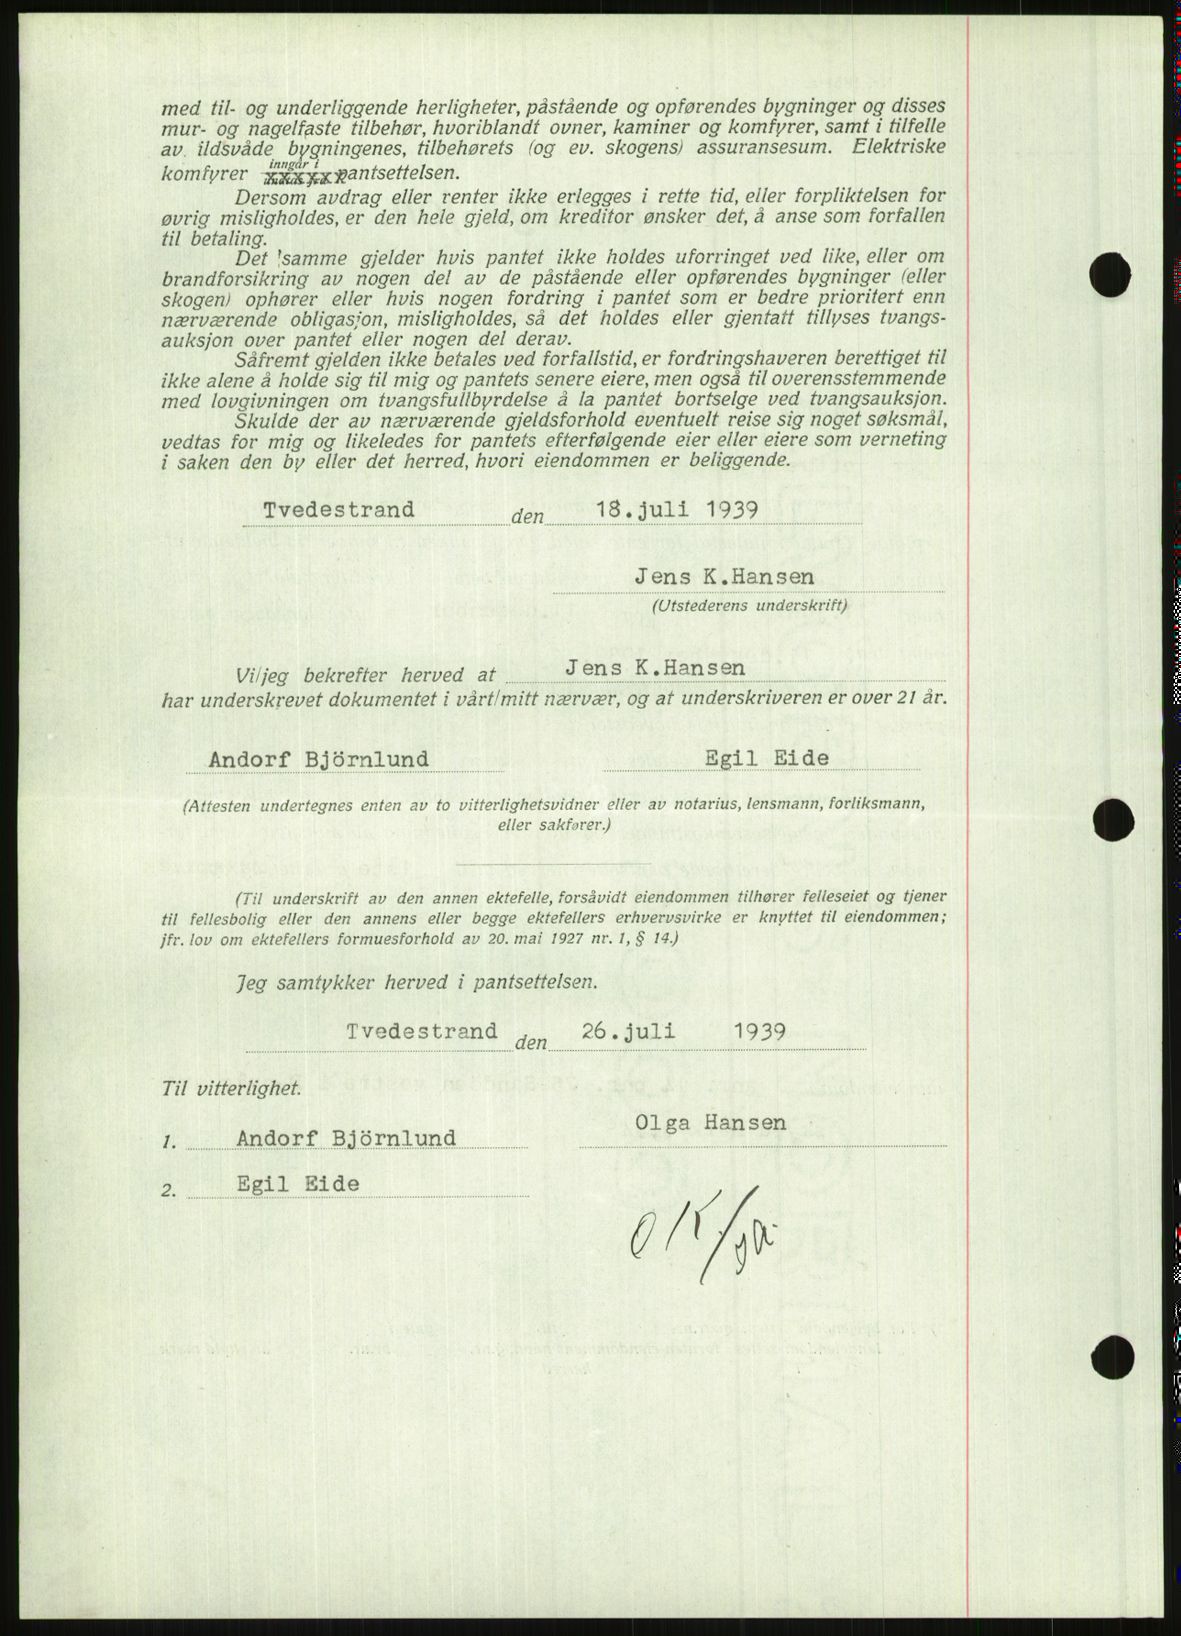 med til- og underliggende herligheter, påstående og opførendes bygninger og disses
mur- og nagelfaste tilbehør, hvoriblandt ovner, kaminer og komfyrer, samt i tilfelle
av ildsvåde bygningenes, tilbehørets (og ev. skogens) assuransesum. Elektriske
komfyrer inngår i pantsettelsen.
Dersom avdrag eller renter ikke erlegges i rette tid, eller forpliktelsen for
øvrig misligholdes, er den hele gjeld, om kreditor ønsker det, å anse som forfallen
til betaling.
Det samme gjelder hvis pantet ikke holdes uforringet ved like, eller om
brandforsikring av nogen del av de påstående eller opførendes bygninger (eller
skogen) ophører eller hvis nogen fordring i pantet som er bedre prioritert enn
nærværende obligasjon, misligholdes, så det holdes eller gjentatt tillyses tvangs-
auksjon over pantet eller nogen del derav.
Såfremt gjelden ikke betales ved forfallstid, er fordringshaveren berettiget til
ikke alene å holde sig til mig og pantets senere eiere, men også til overensstemmende
med lovgivningen om tvangsfullbyrdelse å la pantet bortselge ved tvangsauksjon.
Skulde der av nærværende gjeldsforhold eventuelt reise sig noget søksmål,
vedtas for mig og likeledes for pantets efterfølgende eier eller eiere som verneting
i saken den by eller det herred, hvori eiendommen er beliggende.
Tvedestrand den 18.juli 1939
Jens K.Hansen
(Utstederens underskrift)
Vi/jeg bekrefter herved at Jens K.Hansen
har underskrevet dokumentet i vårt/mitt nærvær, og at underskriveren er over 21 år.
Andorf Björnlund Egil Eide
(Attesten undertegnes enten av to vitterlighetsvidner eller av notarius, lensmann, forliksmann,
eller sakfører.)
(Til underskrift av den annen ektefelle, forsåvidt eiendommen tilhører felleseiet og tjener
til fellesbolig eller den annens eller begge ektefellers erhvervsvirke er knyttet til eiendommen;
jfr. lov om ektefellers formuesforhold av 20. mai 1927 nr. 1, § 14.)
Jeg samtykker herved i pantsettelsen.
Tvedestrand den 26.juli 1939
Til vitterlighet.
Olga Hansen
1. Andorf Björnlund
2. Egil Eide
OK/